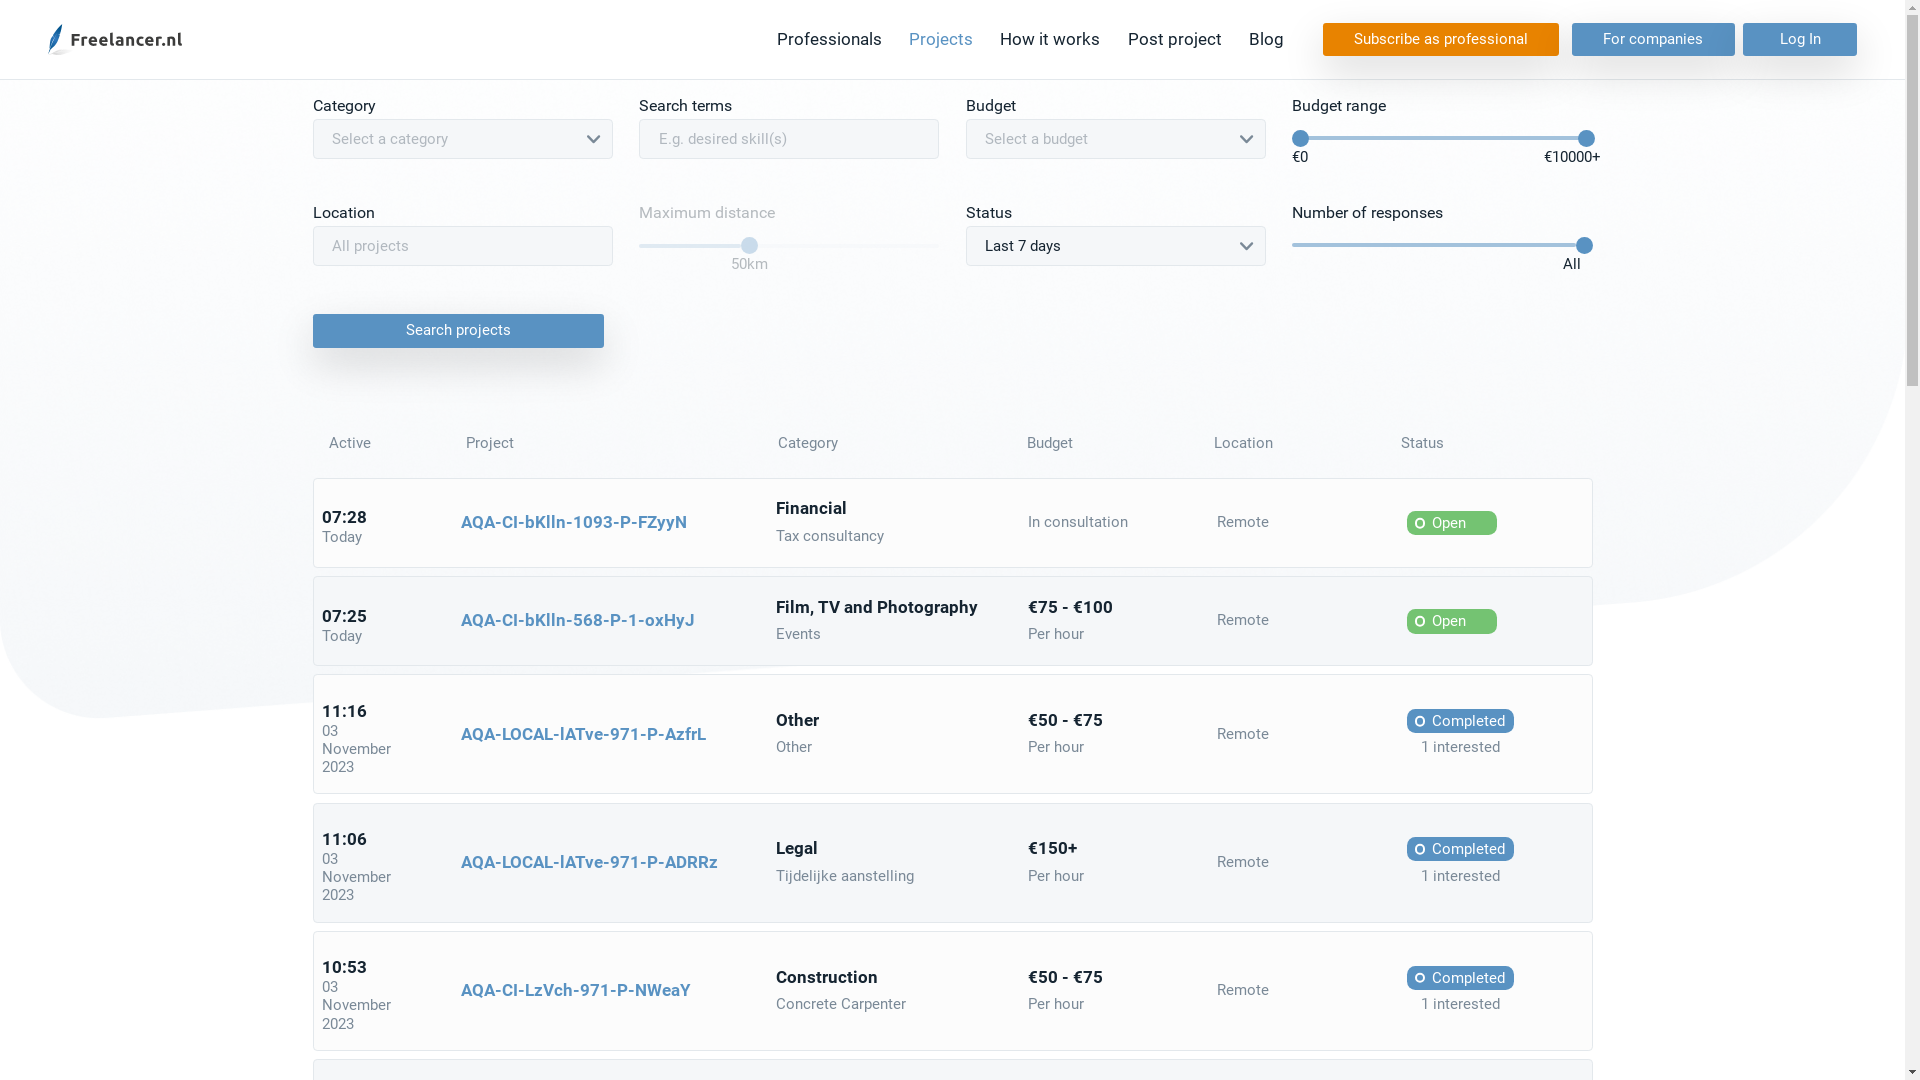 Freelancer.nl
Professionals Projects How it works Post project Blog Subscribe as professional For companies Log In
Category Search terms Budget Budget range
Select a category E.g. desired skill(s) Select a budget
€0 €10000+
Location Maximum distance Status Number of responses
All projects Last 7 days
50km All
Search projects
Active Project Category Budget Location Status
07:28
Today
AQA-CI-bKlln-1093-P-FZyyN
Financial
Tax consultancy
In consultation
Remote
Open
07:25
Today
AQA-CI-bKlln-568-P-1-oxHyJ
Film, TV and Photography
Events
€75 - €100
Per hour
Remote
Open
11:16
03
November
2023
AQA-LOCAL-lATve-971-P-AzfrL
Other
Other
€50 - €75
Per hour
Remote
Completed
1 interested
11:06
03
November
2023
AQA-LOCAL-lATve-971-P-ADRRz
Legal
Tijdelijke aanstelling
€150+
Per hour
Remote
Completed
1 interested
10:53
03
November
2023
AQA-CI-LzVch-971-P-NWeaY
Construction
Concrete Carpenter
€50 - €75
Per hour
Remote
Completed
1 interested